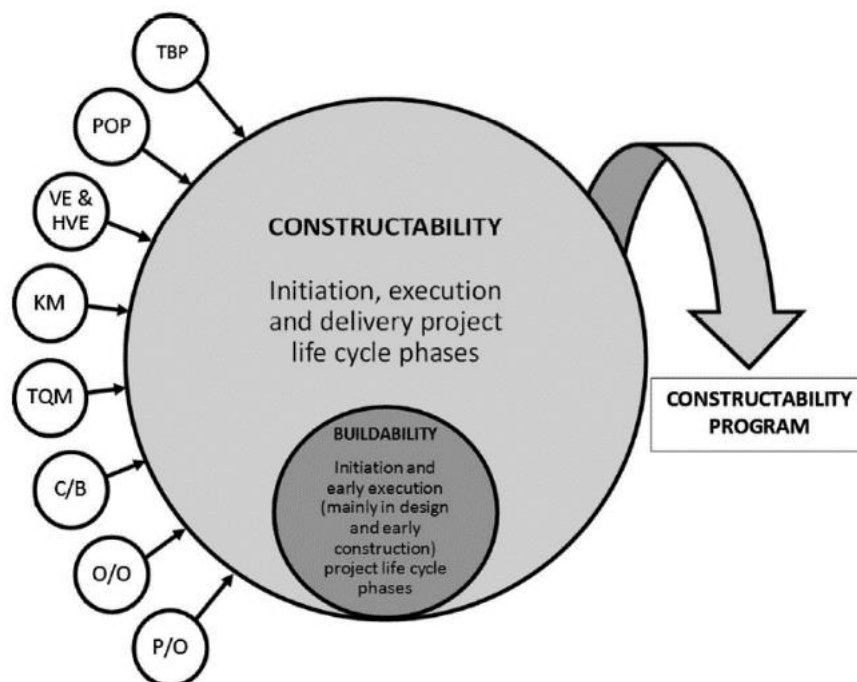 TBP
POP
VE &
HVE
KM
TQM
C/B
O/O
P/O
CONSTRUCTABILITY
Initiation, execution
and delivery project
life cycle phases
BUILDABILITY
Initiation and
early execution
(mainly in design
and early
construction)
project life cycle
phases
CONSTRUCTABILITY
PROGRAM